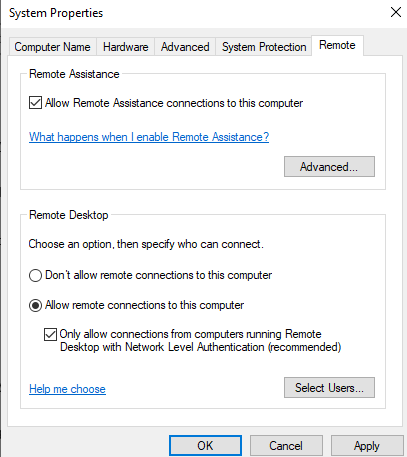 System Properties
Computer Name
Hardware
Advanced
System Protection
Remote
Remote Assistance
Allow Remote Assistance connections to this computer
What happens when I enable Remote Assistance?
Advanced...
Remote Desktop
Choose an option, then specify who can connect.
Don't allow remote connections to this computer
Allow remote connections to this computer
Only allow connections from computers running Remote
Desktop with Network Level Authentication (recommended)
Help me choose
Select Users...
OK
Cancel
Apply